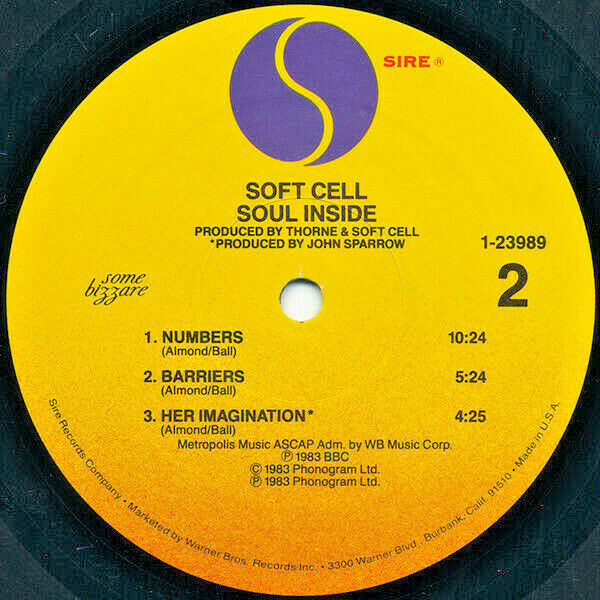 SIRE ®
SOFT CELL
SOUL INSIDE
PRODUCED BY THORNE & SOFT CELL
*PRODUCED BY JOHN SPARROW
1-23989
2
some
bizzare
1. NUMBERS 10:24
(Almond/Ball)
2. BARRIERS 5:24
(Almond/Ball)
3. HER IMAGINATION* 4:25
(Almond/Ball)
Metropolis Music ASCAP Adm. by WB Music Corp.
Ⓟ 1983 BBC
© 1983 Phonogram Ltd.
Ⓟ 1983 Phonogram Ltd.
Sire Records Company • Marketed by Warner Bros. Records Inc. • 3300 Warner Blvd., Burbank, Calif. 91510 • Made in U.S.A.